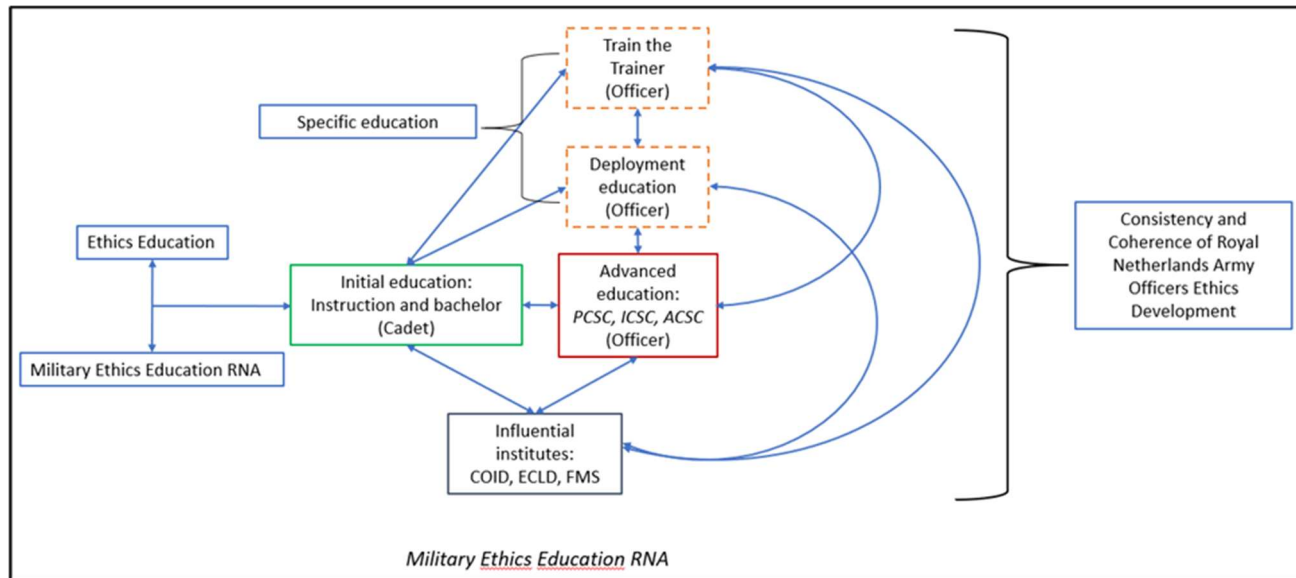 Train the
Trainer
(Officer)
Specific education
Deployment
education
(Officer)
Ethics Education
Initial education:
Instruction and bachelor
(Cadet)
Advanced
education:
PCSC, ICSC, ACSC
(Officer)
Military Ethics Education RNA
Influential
institutes:
COID, ECLD, FMS
Consistency and
Coherence of Royal
Netherlands Army
Officers Ethics
Development
Military Ethics Education RNA